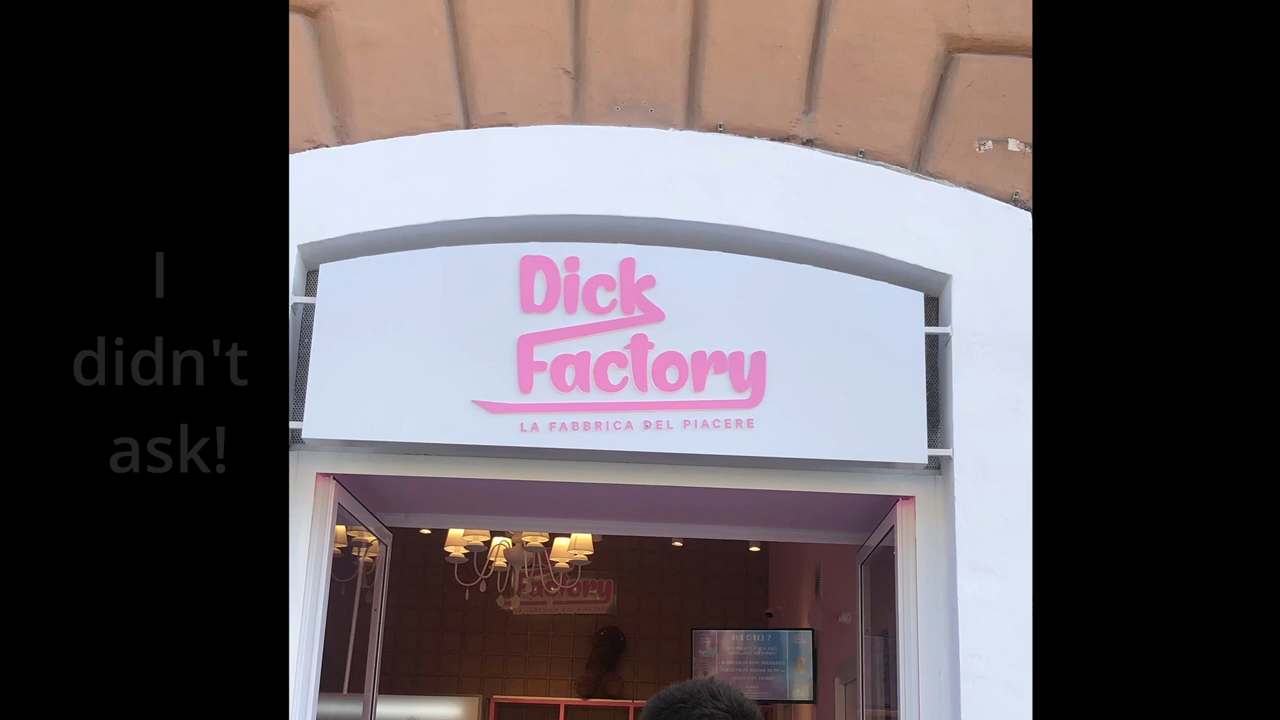 I
didn't
ask!
Dick
Factory
LA FABBRICA DEL PIACERE
Factory